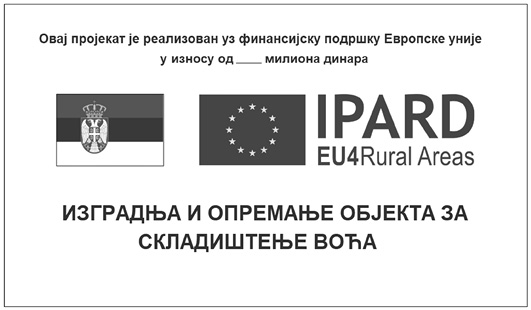 Овај пројекат је реализован уз финансијску подршку Европске уније
у износу од ____ милиона динара
IPARD
EU4Rural Areas
ИЗГРАДЊА И ОПРЕМАЊЕ ОБЈЕКТА ЗА
СКЛАДИШТЕЊЕ ВОЋА